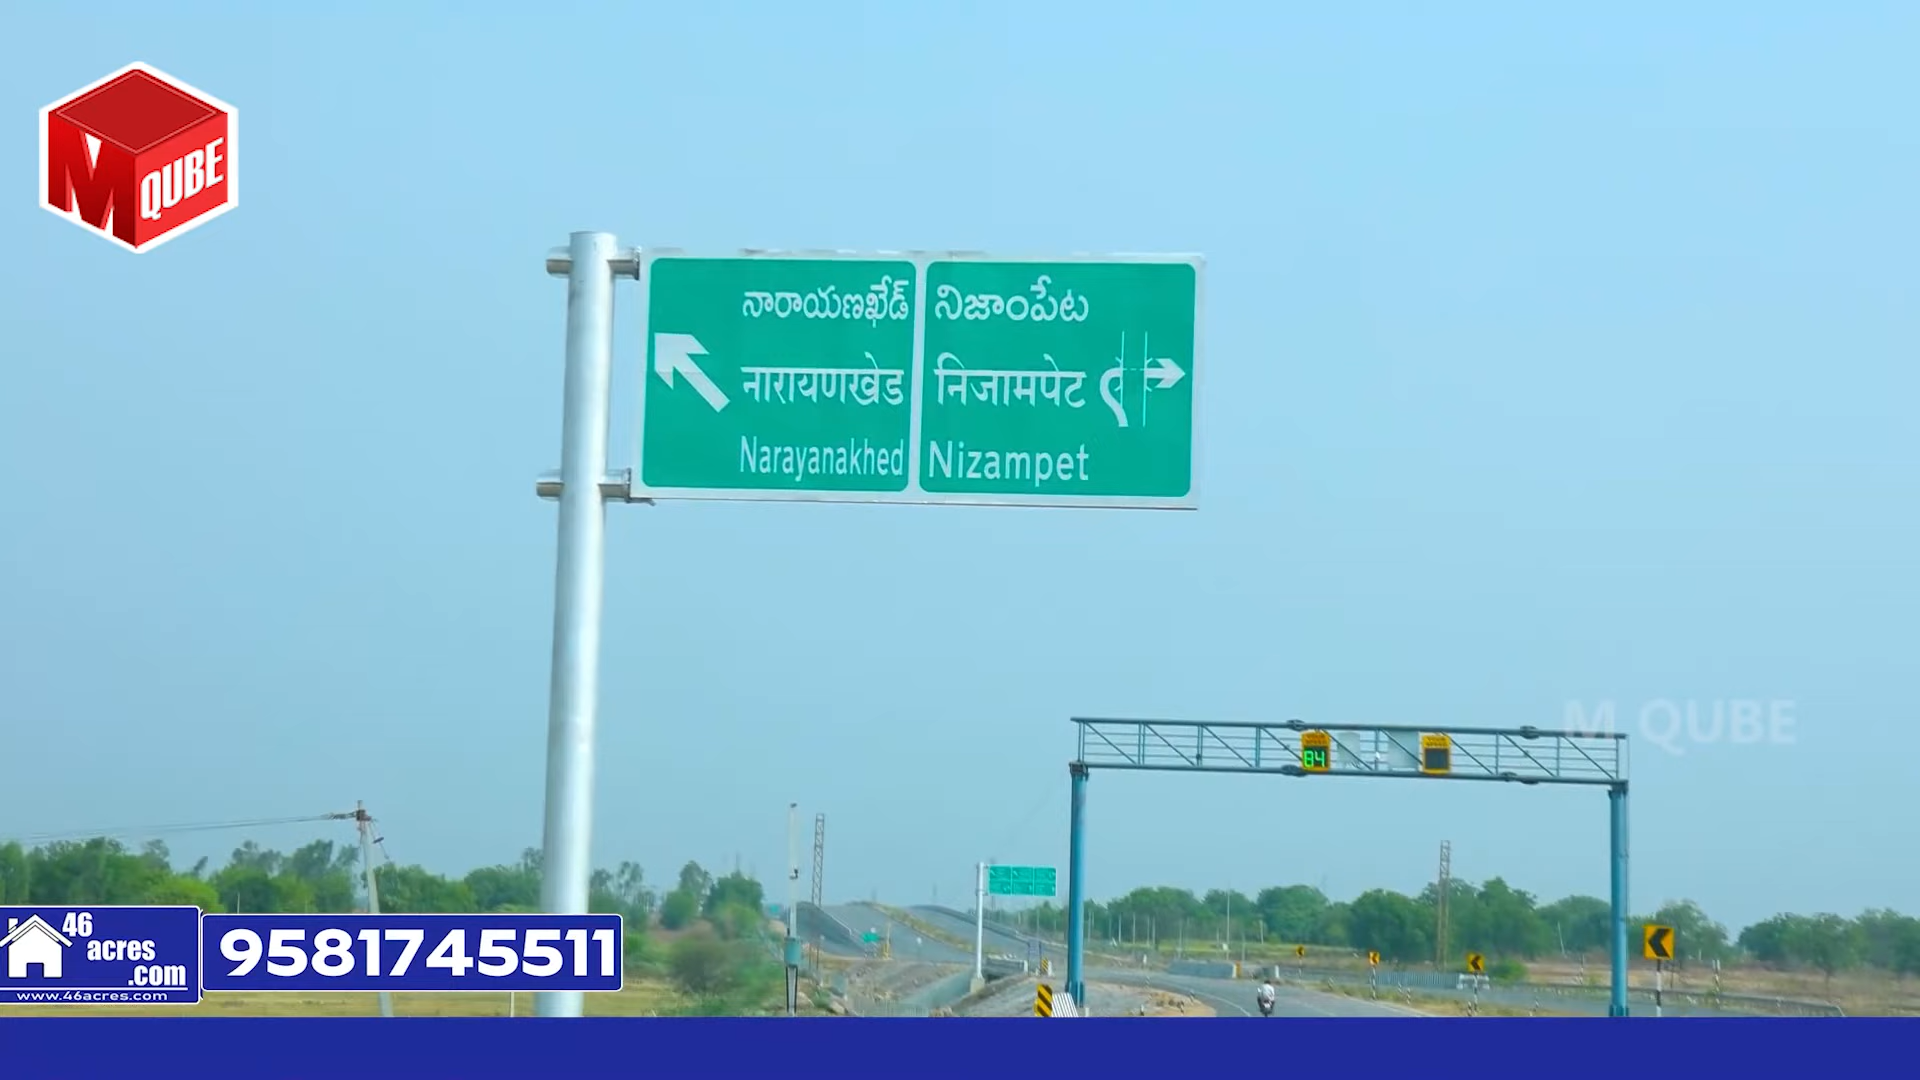 M QUBE
నారాయణఖేడ్
नारायणखेड
Narayanakhed
నిజాంపేట
निजामपेट
Nizampet
M QUBE
84
46
acres
.com
www.46acres.com
9581745511